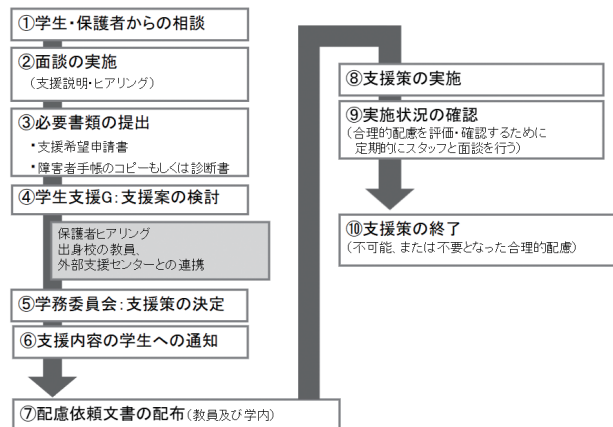 ①学生・保護者からの相談
②面談の実施
（支援説明・ヒアリング）
③必要書類の提出
・支援希望申請書
・障害者手帳のコピーもしくは診断書
④学生支援G：支援案の検討
保護者ヒアリング
出身校の教員、
外部支援センターとの連携
⑤学務委員会：支援策の決定
⑥支援内容の学生への通知
⑦配慮依頼文書の配布（教員及び学内）
⑧支援策の実施
⑨実施状況の確認
（合理的配慮を評価・確認するために
定期的にスタッフと面談を行う）
⑩支援策の終了
（不可能、または不要となった合理的配慮）